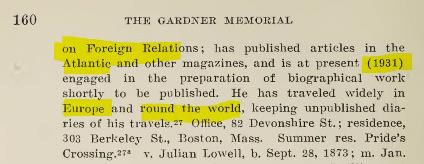 160 THE GARDNER MEMORIAL
on Foreign Relations; has published articles in the
Atlantic and other magazines, and is at present (1931)
engaged in the preparation of biographical work
shortly to be published. He has traveled widely in
Europe and round the world, keeping unpublished dia-
ries of his travels.²⁷ Office, 82 Devonshire St.; residence,
303 Berkeley St., Boston, Mass. Summer res. Pride's
Crossing.²⁷ᵃ v. Julian Lowell, b. Sept. 28, 1873; m. Jan.